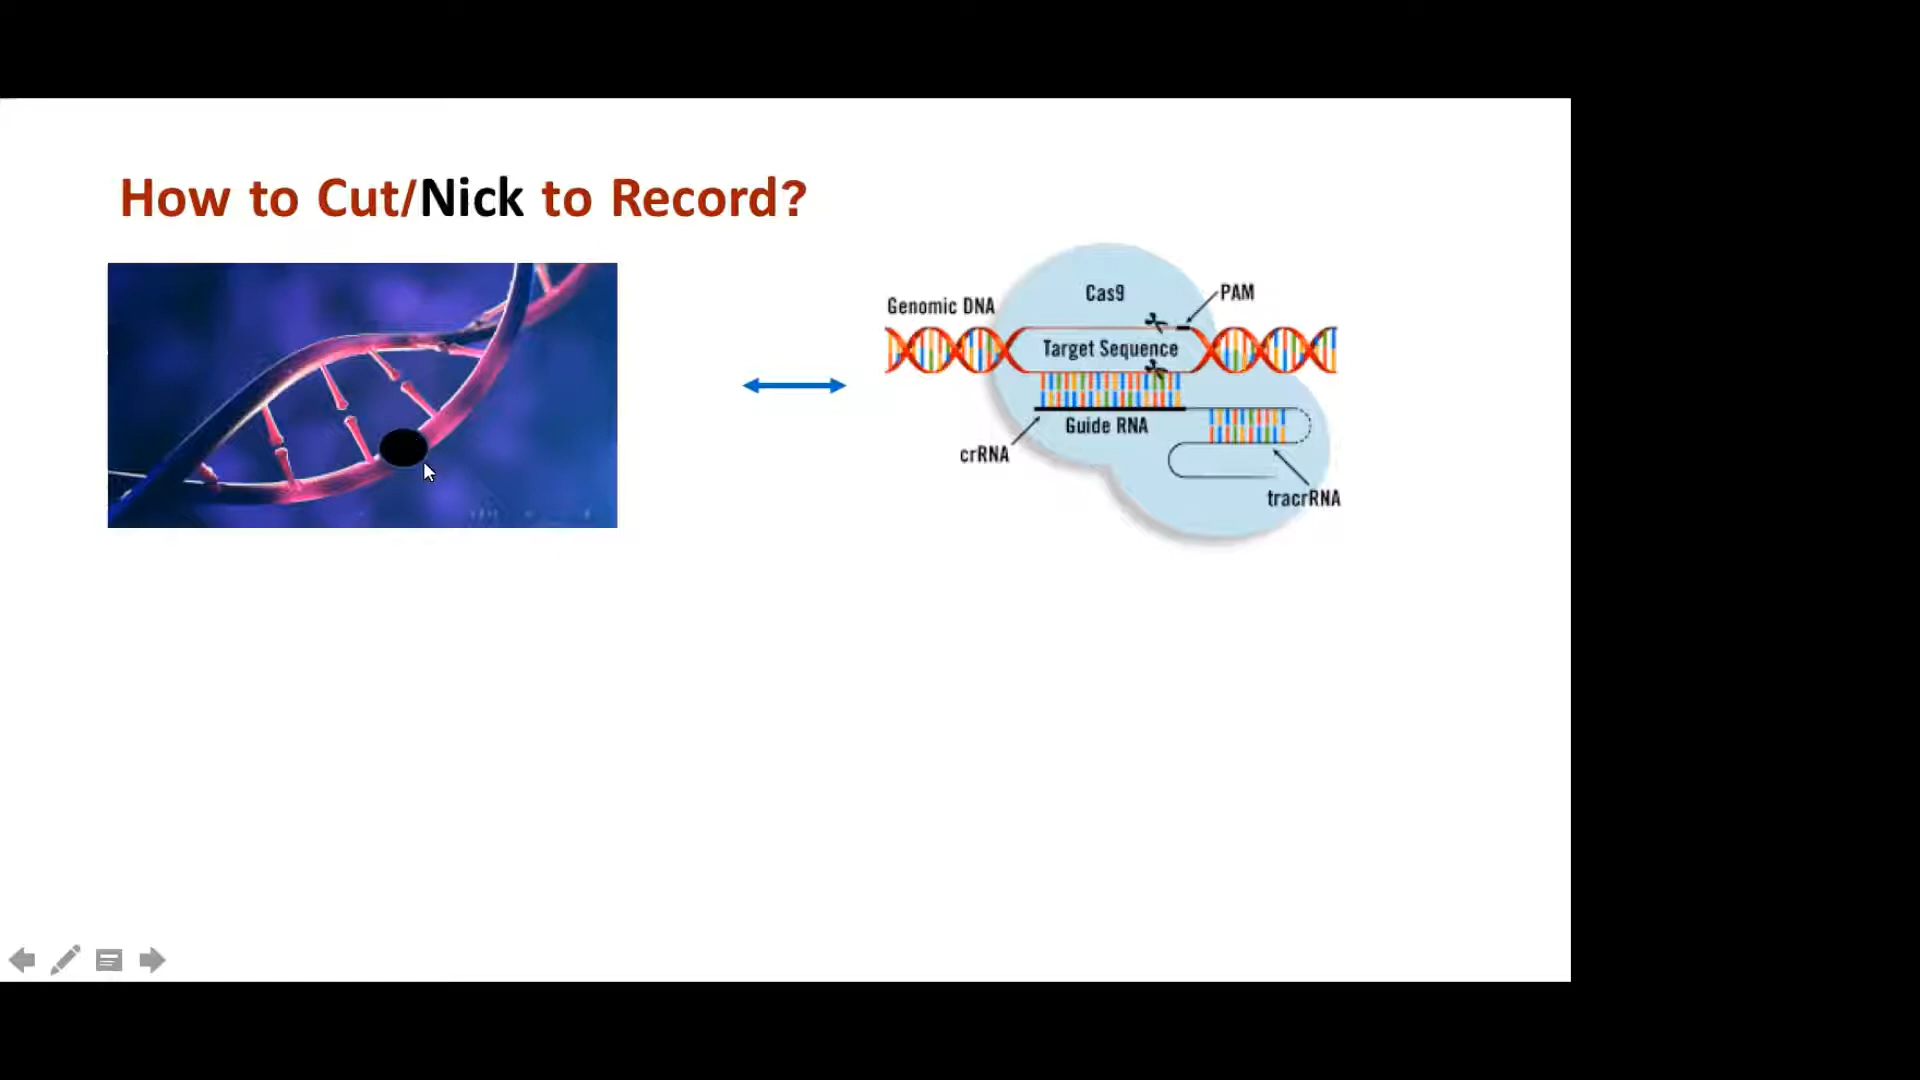 How to Cut/Nick to Record?
Genomic DNA
Cas9
PAM
Target Sequence
Guide RNA
crRNA
tracrRNA